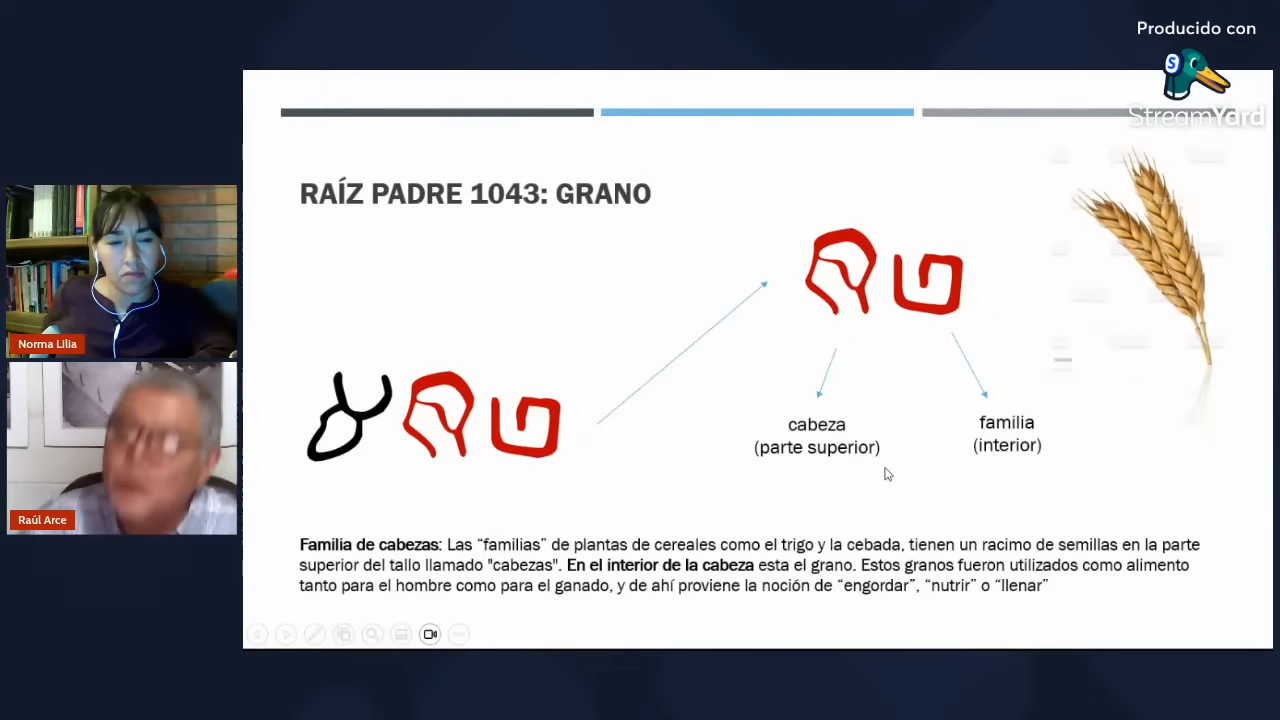 Producido con
StreamYard
RAÍZ PADRE 1043: GRANO
Norma Lilia
Raúl Arce
cabeza
(parte superior)
familia
(interior)
Familia de cabezas: Las “familias” de plantas de cereales como el trigo y la cebada, tienen un racimo de semillas en la parte
superior del tallo llamado "cabezas". En el interior de la cabeza esta el grano. Estos granos fueron utilizados como alimento
tanto para el hombre como para el ganado, y de ahí proviene la noción de “engordar”, “nutrir” o “llenar”